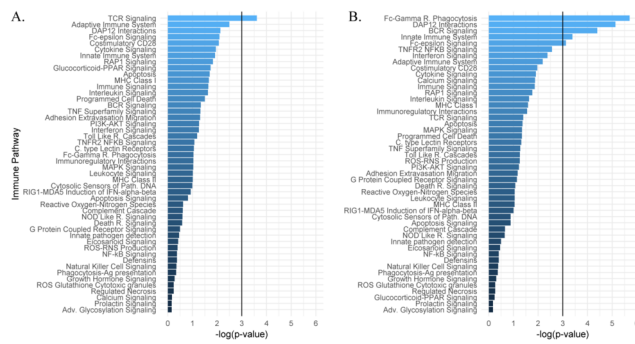 A.
TCR Signaling
Adaptive Immune System
DAP12 Interactions
Fc-epsilon Signaling
Costimulatory CD28
Cytokine Signaling
Innate Immune System
RAP1 Signaling
Glucocorticoid-PPAR Signaling
Apoptosis
MHC Class I
Immune Signaling
Interleukin Signaling
Programmed Cell Death
BCR Signaling
TNF Superfamily Signaling
Adhesion Extravasation Migration
PI3K-AKT Signaling
Interferon Signaling
Toll Like R. Cascades
TNFR2 NFKB Signaling
C. type Lectin Receptors
Fc-Gamma R. Phagocytosis
Immunoregulatory Interactions
MAPK Signaling
Leukocyte Signaling
MHC Class II
Cytosolic Sensors of Path. DNA
RIG1-MDA5 Induction of IFN-alpha-beta
Apoptosis Signaling
Reactive Oxygen-Nitrogen Species
Complement Cascade
NOD Like R. Signaling
Death R. Signaling
G Protein Coupled Receptor Signaling
Innate pathogen detection
Eicosanoid Signaling
ROS-RNS Production
NF-kB Signaling
Defensins
Natural Killer Cell Signaling
Phagocytosis-Ag presentation
Growth Hormone Signaling
ROS Glutathione Cytotoxic granules
Regulated Necrosis
Calcium Signaling
Prolactin Signaling
Adv. Glycosylation Signaling
Immune Pathway
0 1 2 3 4 5 6
-log(p-value)
B.
Fc-Gamma R. Phagocytosis
DAP12 Interactions
BCR Signaling
Innate Immune System
Fc-epsilon Signaling
TNFR2 NFKB Signaling
Interferon Signaling
Adaptive Immune System
Costimulatory CD28
Cytokine Signaling
Calcium Signaling
Immune Signaling
RAP1 Signaling
Interleukin Signaling
MHC Class I
Immunoregulatory Interactions
TCR Signaling
Apoptosis
MAPK Signaling
Programmed Cell Death
C. type Lectin Receptors
TNF Superfamily Signaling
Toll Like R. Cascades
ROS-RNS Production
PI3K-AKT Signaling
Adhesion Extravasation Migration
G Protein Coupled Receptor Signaling
Death R. Signaling
Reactive Oxygen-Nitrogen Species
Leukocyte Signaling
MHC Class II
RIG1-MDA5 Induction of IFN-alpha-beta
Cytosolic Sensors of Path. DNA
Apoptosis Signaling
Complement Cascade
NOD Like R. Signaling
Innate pathogen detection
Eicosanoid Signaling
NF-kB Signaling
Defensins
Natural Killer Cell Signaling
Phagocytosis-Ag presentation
Growth Hormone Signaling
ROS Glutathione Cytotoxic granules
Regulated Necrosis
Glucocorticoid-PPAR Signaling
Prolactin Signaling
Adv. Glycosylation Signaling
0 1 2 3 4 5 6
-log(p-value)